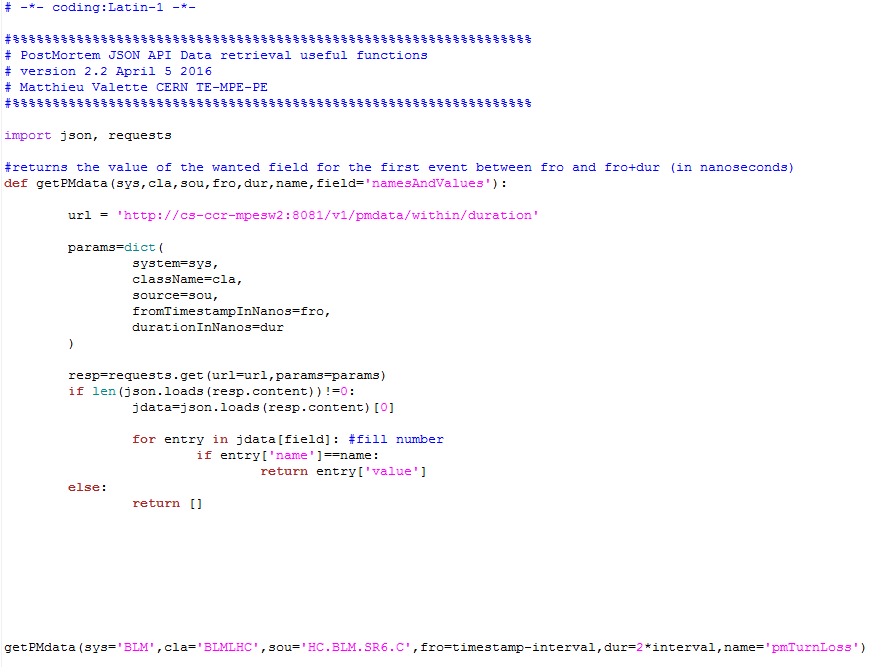 # -*- coding:Latin-1 -*-
#%%%%%%%%%%%%%%%%%%%%%%%%%%%%%%%%%%%%%%%%%%%%%%%%%%%%%%%%%%%%%%%%%
# PostMortem JSON API Data retrieval useful functions
# version 2.2 April 5 2016
# Matthieu Valette CERN TE-MPE-PE
#%%%%%%%%%%%%%%%%%%%%%%%%%%%%%%%%%%%%%%%%%%%%%%%%%%%%%%%%%%%%%%%%%
import json, requests
#returns the value of the wanted field for the first event between fro and fro+dur (in nanoseconds)
def getPMdata(sys,cla,sou,fro,dur,name,field='namesAndValues'):
        url = 'http://cs-ccr-mpesw2:8081/v1/pmdata/within/duration'
        params=dict(
                system=sys,
                className=cla,
                source=sou,
                fromTimestampInNanos=fro,
                durationInNanos=dur
        )
        resp=requests.get(url=url,params=params)
        if len(json.loads(resp.content))!=0:
                jdata=json.loads(resp.content)[0]
                for entry in jdata[field]: #fill number
                        if entry['name']==name:
                                return entry['value']
        else:
                return []
getPMdata(sys='BLM',cla='BLMLHC',sou='HC.BLM.SR6.C',fro=timestamp-interval,dur=2*interval,name='pmTurnLoss')